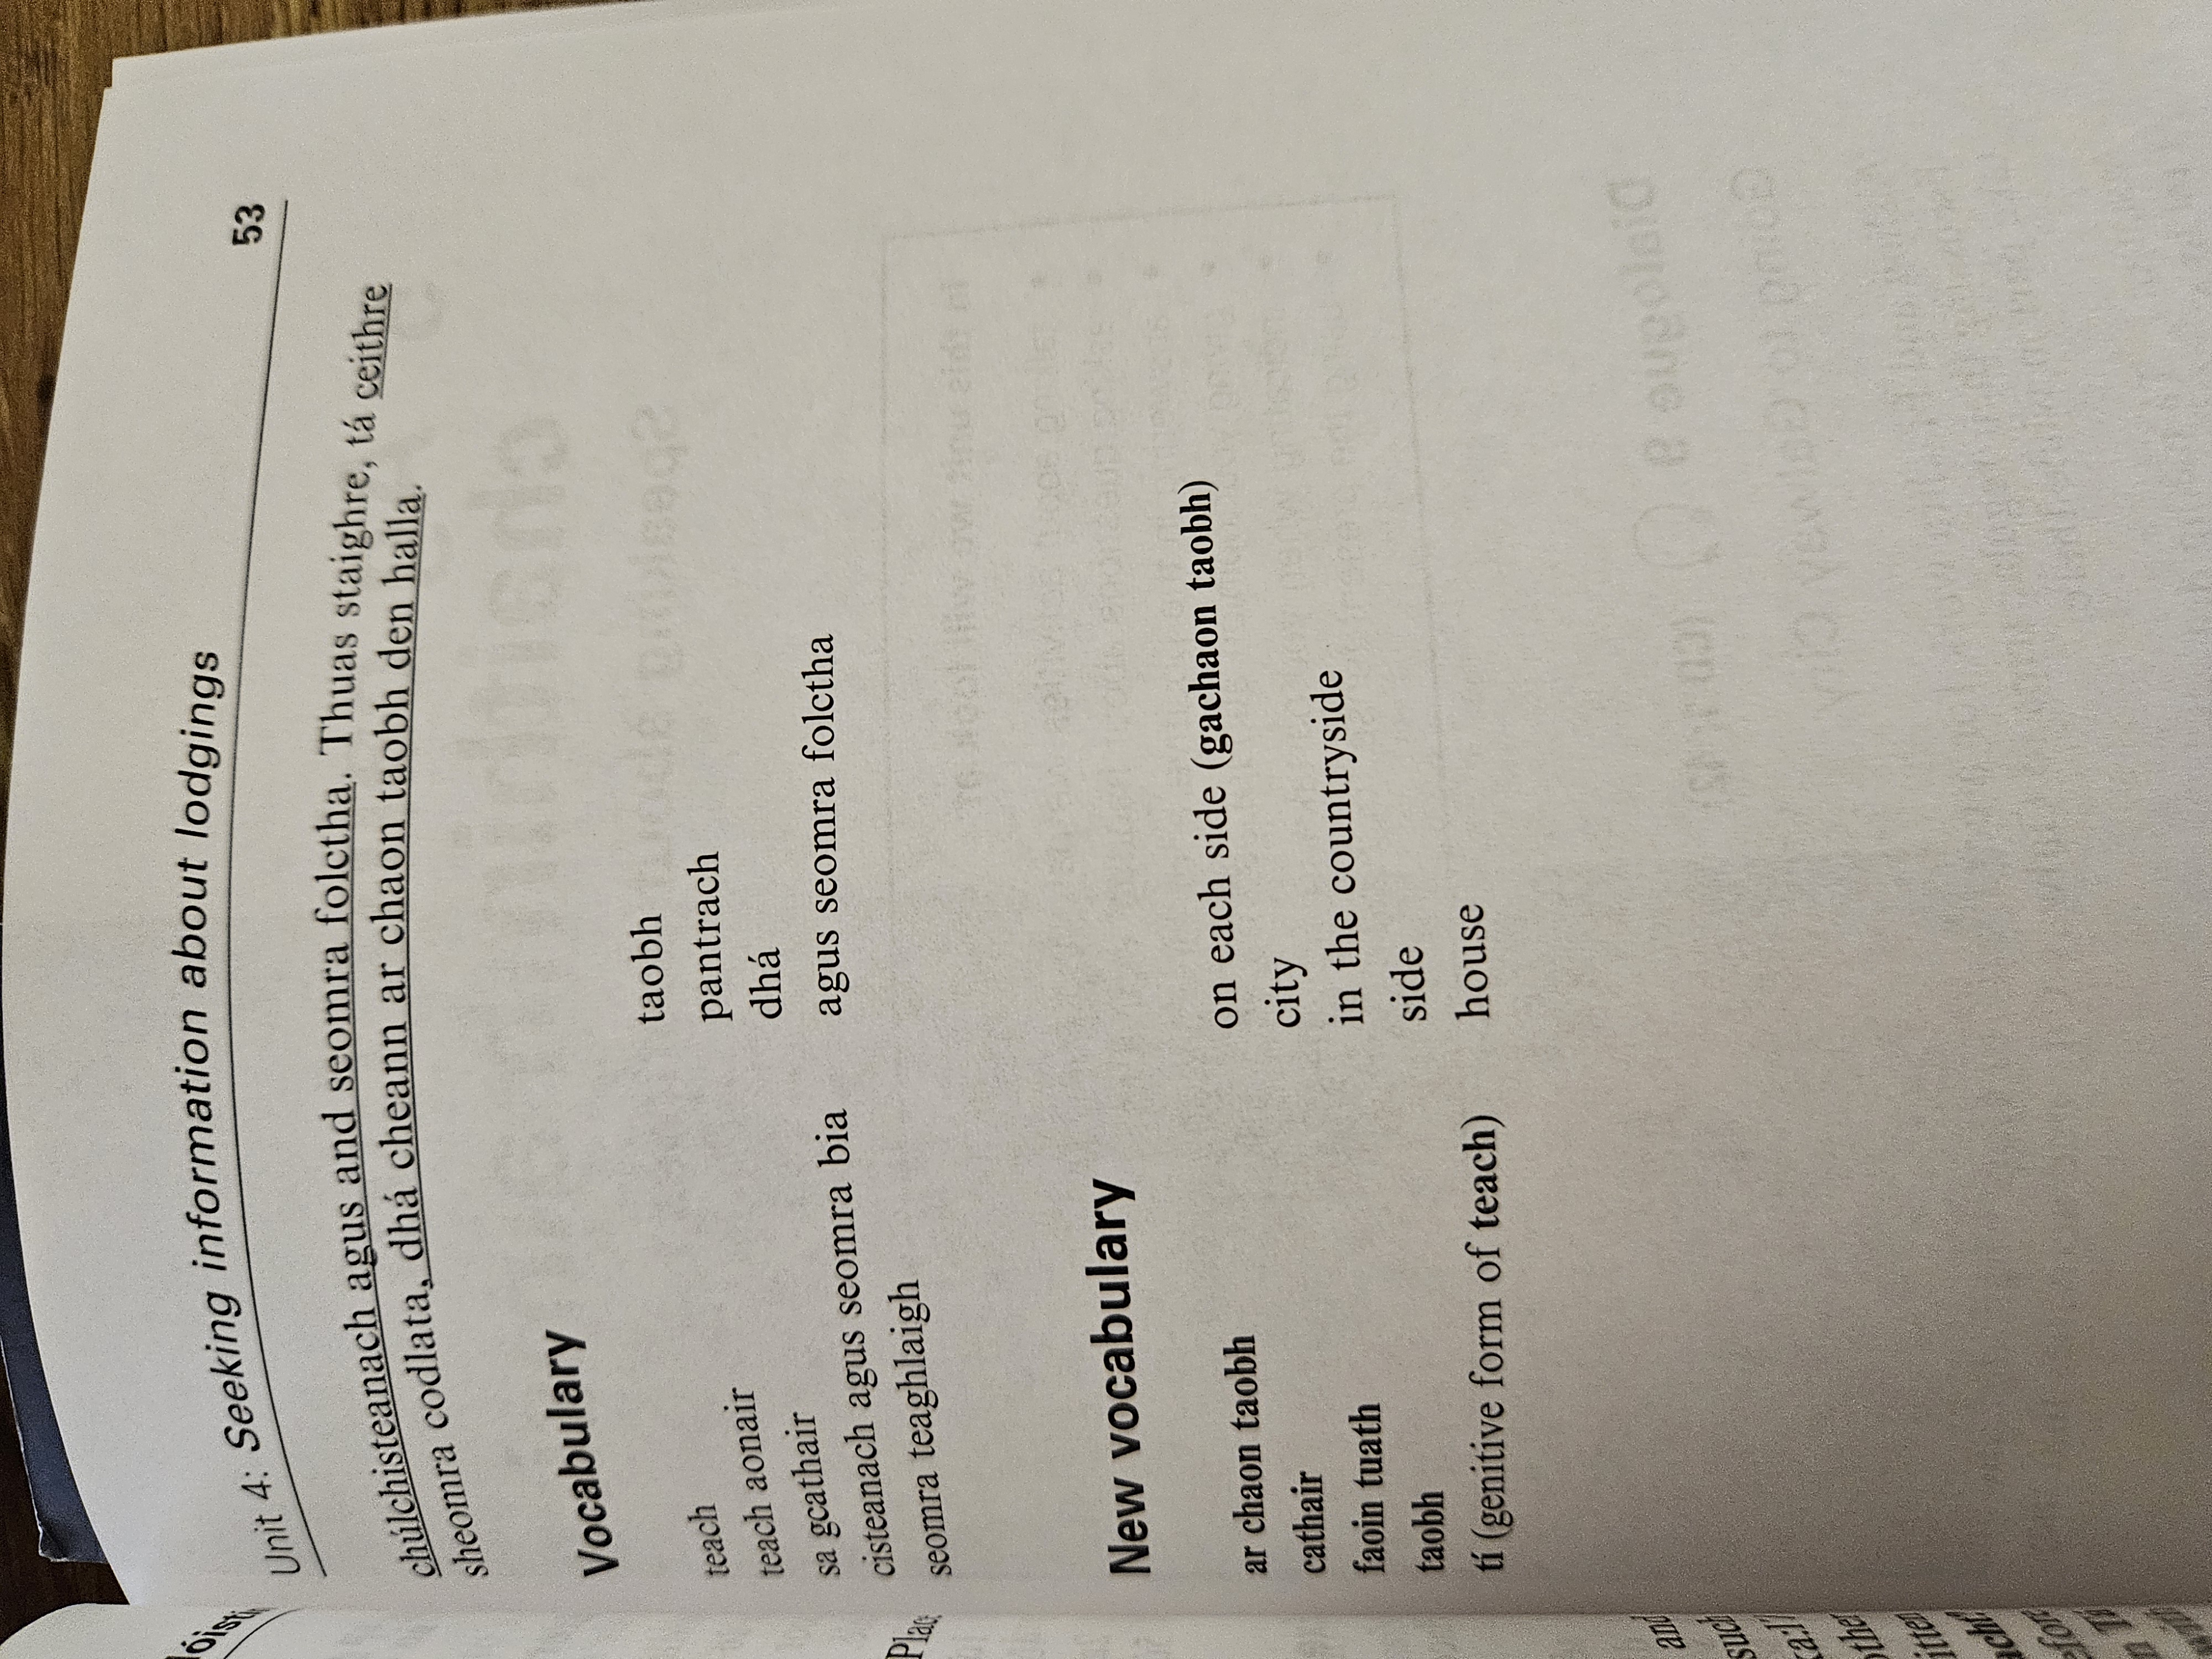 Unit 4: Seeking information about lodgings 53
chúlchisteanach agus and seomra folctha. Thuas staighre, tá ceithre
sheomra codlata, dhá cheann ar chaon taobh den halla.
Vocabulary
teach
teach aonair
sa gcathair
cisteanach agus seomra bia
seomra teaghlaigh
taobh
pantrach
dhá
agus seomra folctha
New vocabulary
ar chaon taobh on each side (gachaon taobh)
cathair city
faoin tuath in the countryside
taobh side
tí (genitive form of teach) house
and
such